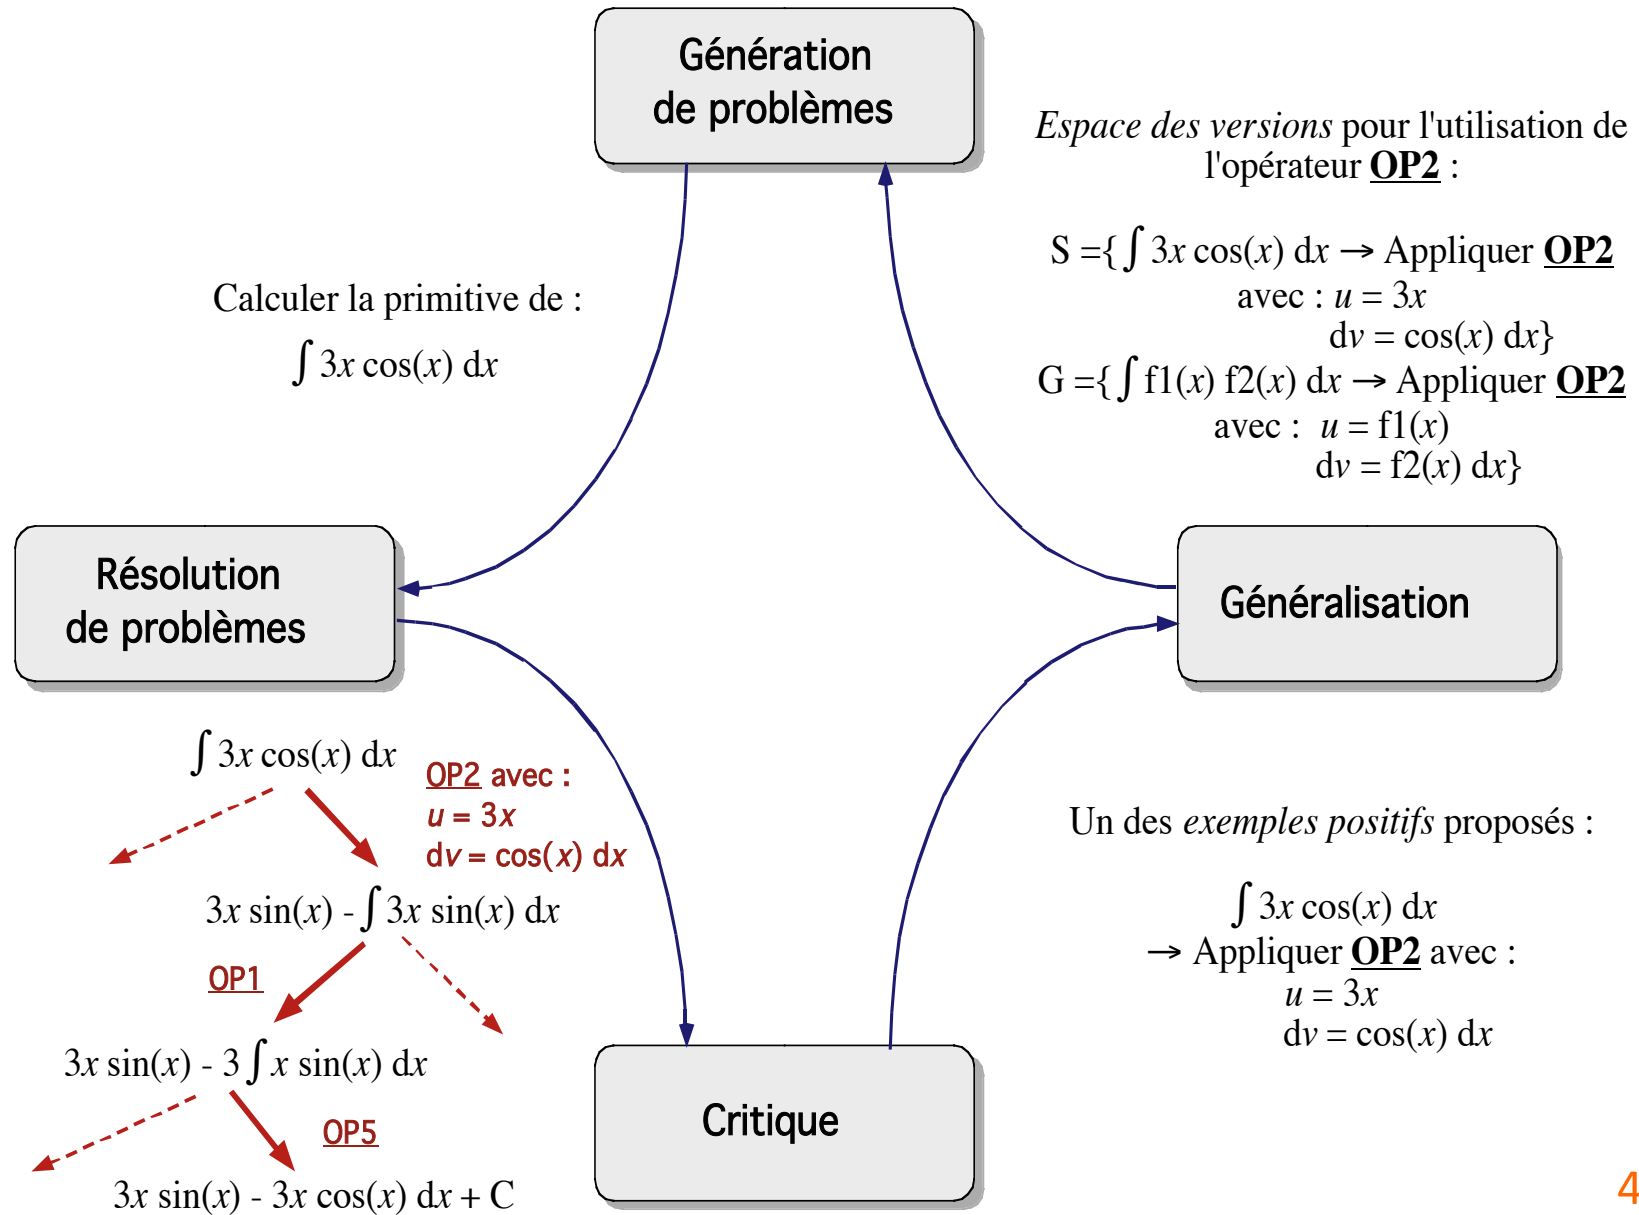 Génération
de problèmes
Espace des versions pour l'utilisation de
l'opérateur OP2 :
S ={∫ 3x cos(x) dx → Appliquer OP2
avec : u = 3x
dv = cos(x) dx}
G ={∫ f1(x) f2(x) dx → Appliquer OP2
avec : u = f1(x)
dv = f2(x) dx}
Calculer la primitive de :
∫ 3x cos(x) dx
Résolution
de problèmes
Généralisation
∫ 3x cos(x) dx
OP2 avec :
u = 3x
dv = cos(x) dx
3x sin(x) - ∫ 3x sin(x) dx
OP1
3x sin(x) - 3 ∫ x sin(x) dx
OP5
3x sin(x) - 3x cos(x) dx + C
Critique
Un des exemples positifs proposés :
∫ 3x cos(x) dx
→ Appliquer OP2 avec :
u = 3x
dv = cos(x) dx
4